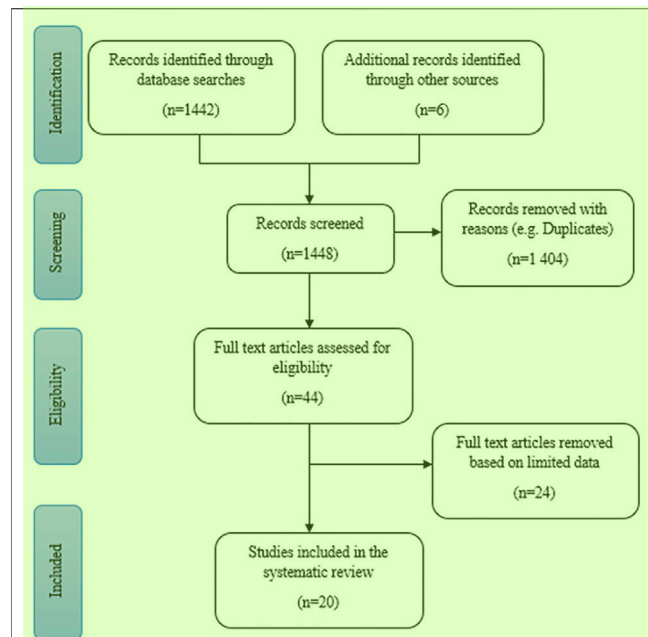 Identification
Records identified through
database searches
(n=1442)
Additional records identified
through other sources
(n=6)
Screening
Records screened
(n=1448)
Records removed with
reasons (e.g. Duplicates)
(n=1 404)
Eligibility
Full text articles assessed for
eligibility
(n=44)
Full text articles removed
based on limited data
(n=24)
Included
Studies included in the
systematic review
(n=20)